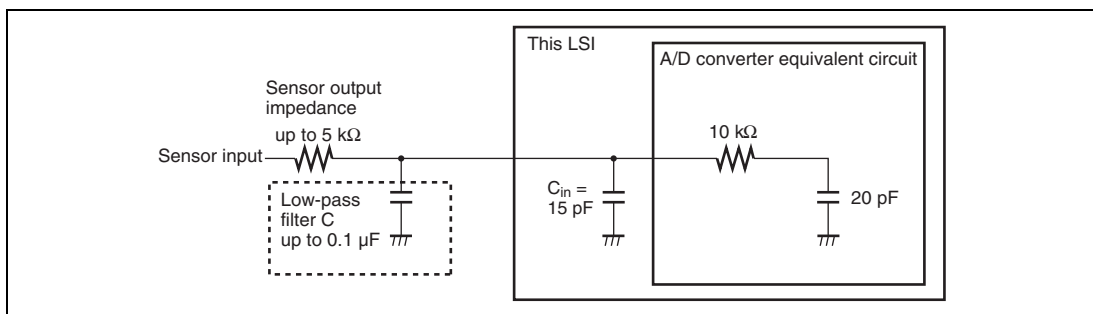 This LSI
A/D converter equivalent circuit
Sensor output
impedance
up to 5 kΩ
10 kΩ
Sensor input
Low-pass
filter C
up to 0.1 µF
Cin =
15 pF
20 pF